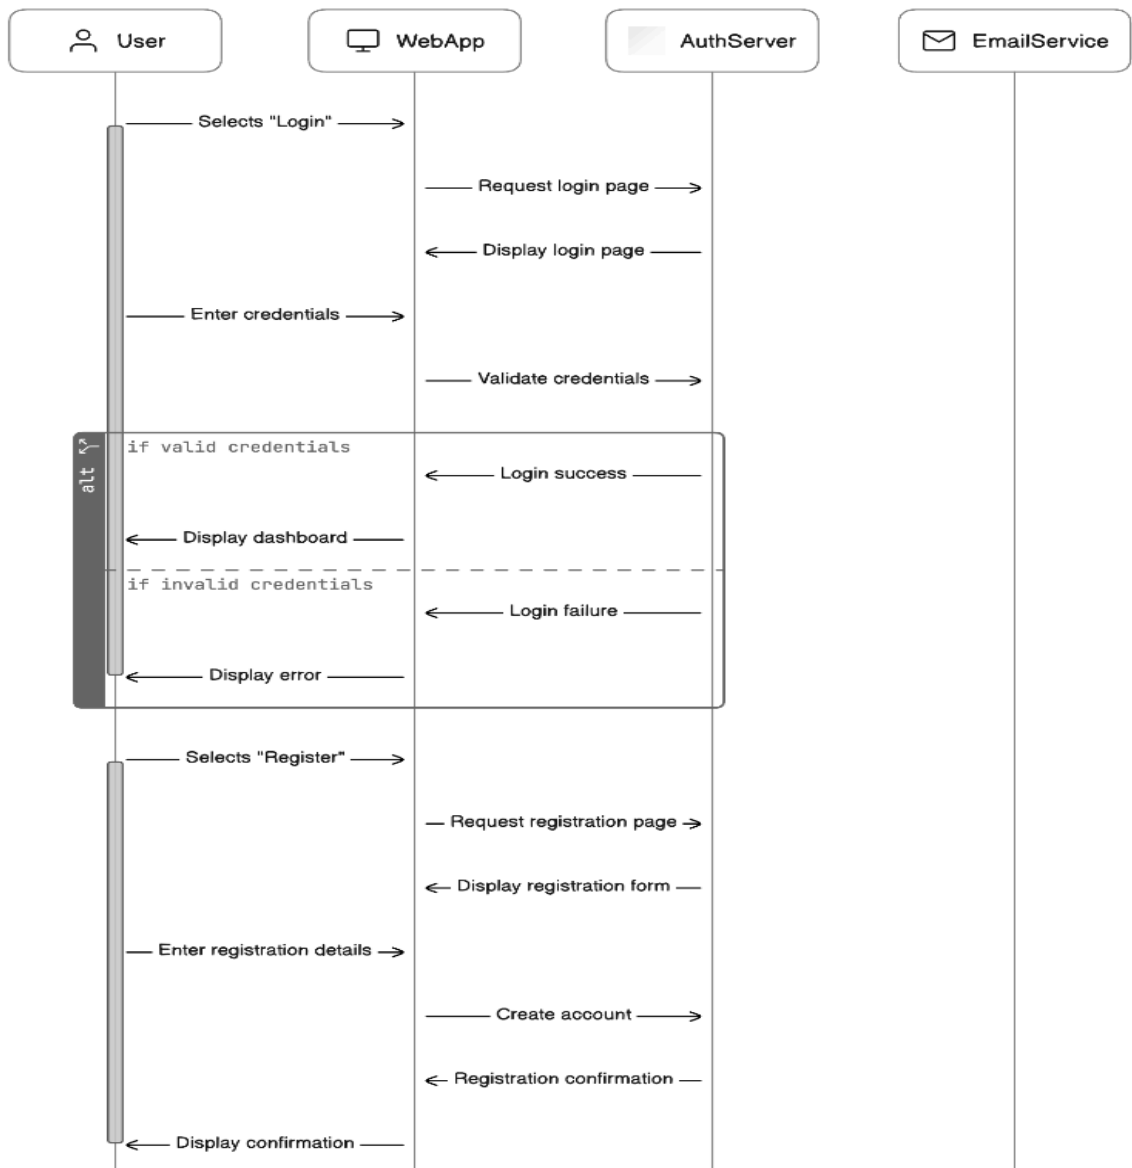 User
WebApp
AuthServer
EmailService
Selects "Login"
Request login page
Display login page
Enter credentials
Validate credentials
alt
if valid credentials
Login success
Display dashboard
if invalid credentials
Login failure
Display error
Selects "Register"
Request registration page
Display registration form
Enter registration details
Create account
Registration confirmation
Display confirmation